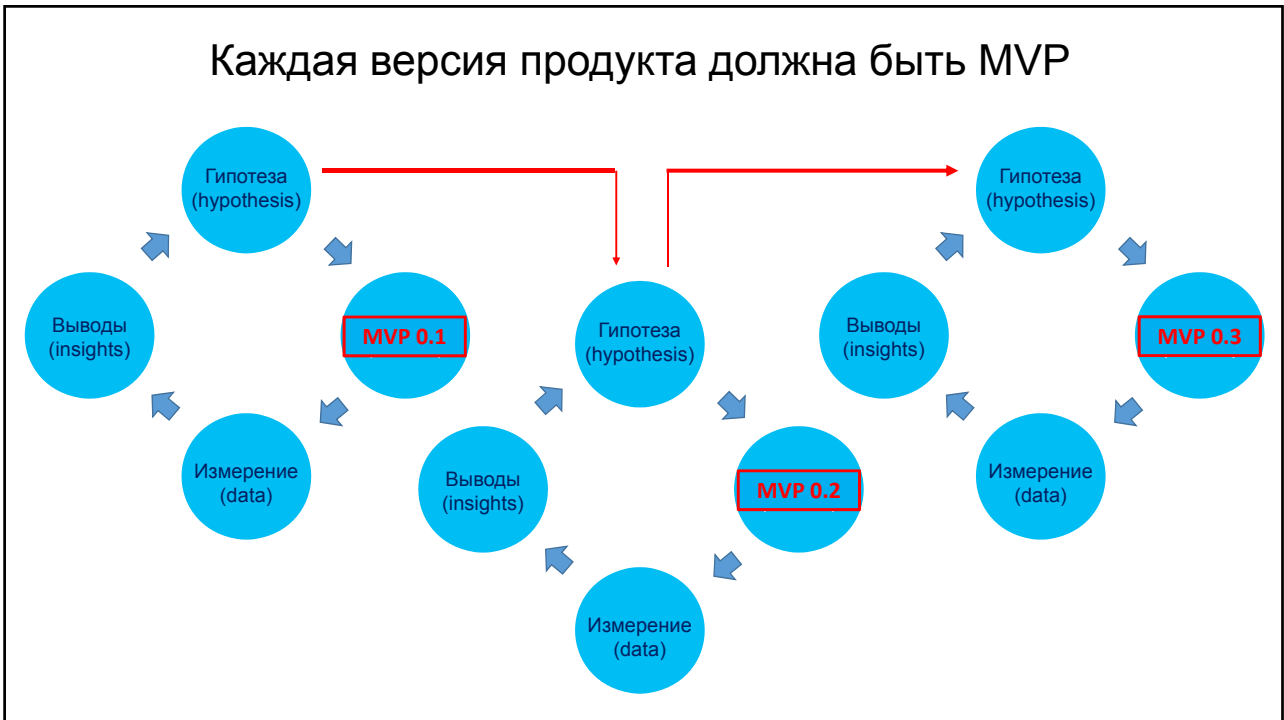 Каждая версия продукта должна быть MVP
Гипотеза
(hypothesis)
MVP 0.1
Измерение
(data)
Выводы
(insights)
Гипотеза
(hypothesis)
MVP 0.2
Измерение
(data)
Выводы
(insights)
Гипотеза
(hypothesis)
MVP 0.3
Измерение
(data)
Выводы
(insights)